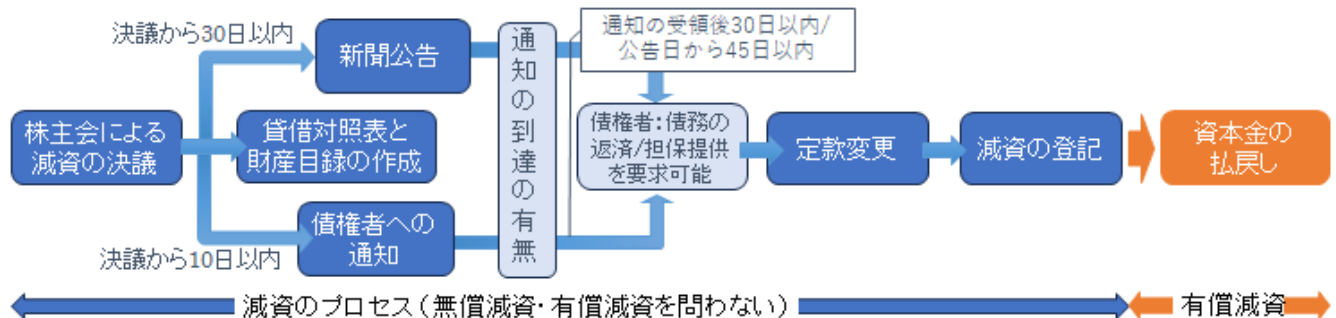 決議から30日以内
新聞公告
通知の到達の有無
通知の受領後30日以内/
公告日から45日以内
株主会による
減資の決議
貸借対照表と
財産目録の作成
債権者:債務の
返済/担保提供
を要求可能
定款変更
減資の登記
資本金の
払戻し
債権者への
通知
決議から10日以内
減資のプロセス(無償減資・有償減資を問わない)
有償減資